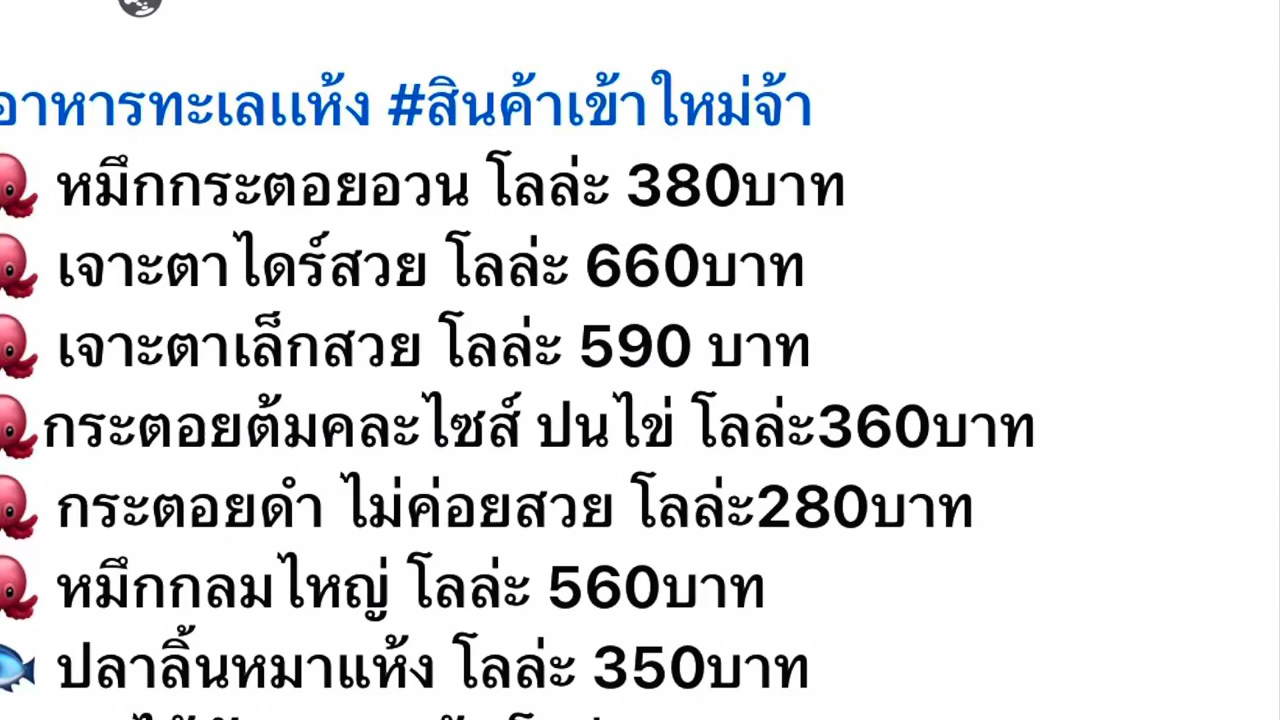 อาหารทะเลแห้ง #สินค้าเข้าใหม่จ้า
หมึกกระตอยอวน โลล่ะ 380บาท
เจาะตาไดร์สวย โลล่ะ 660บาท
เจาะตาเล็กสวย โลล่ะ 590 บาท
กระตอยต้มคละไซส์ ปนไข่ โลล่ะ360บาท
กระตอยดำ ไม่ค่อยสวย โลล่ะ280บาท
หมึกกลมใหญ่ โลล่ะ 560บาท
ปลาลิ้นหมาแห้ง โลล่ะ 350บาท